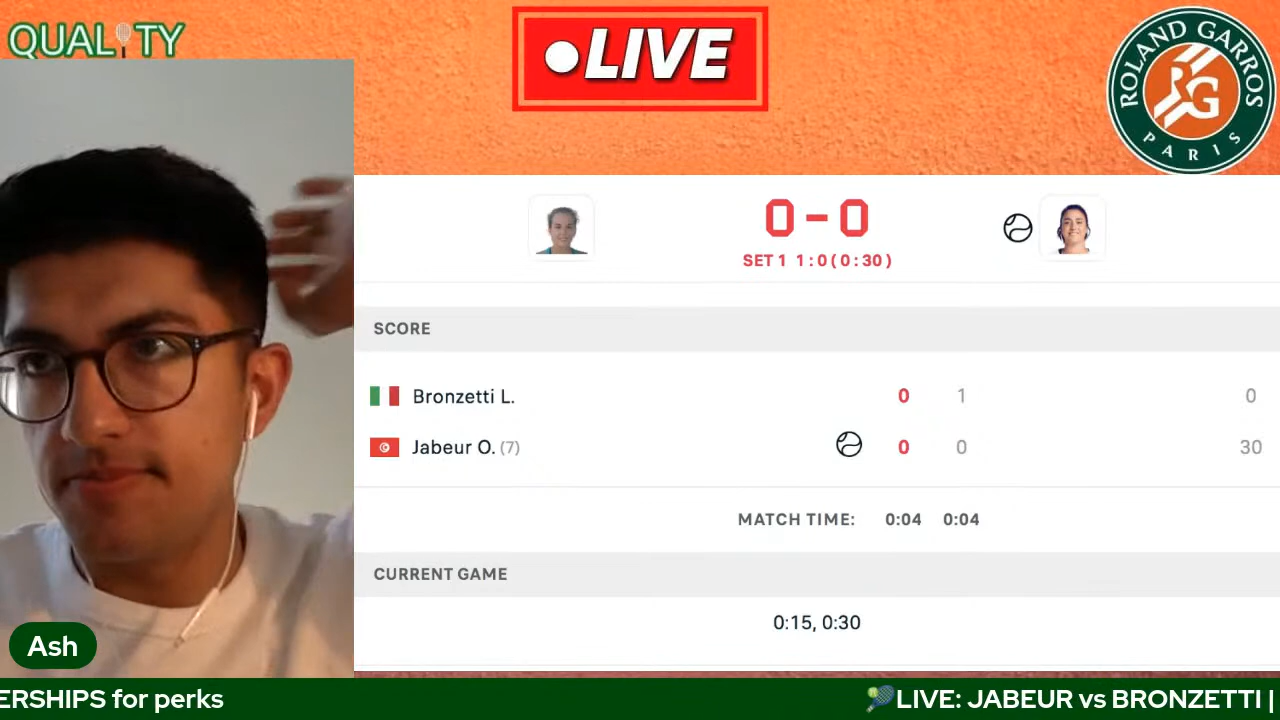 QUALITY
LIVE
ROLAND GARROS
RG
PARIS
0 - 0
SET 1 1 : 0 ( 0 : 30 )
SCORE
Bronzetti L. 0 1 0
Jabeur O. (7) 0 0 30
MATCH TIME: 0:04 0:04
CURRENT GAME
0:15, 0:30
Ash
ERSHIPS for perks
LIVE: JABEUR vs BRONZETTI |